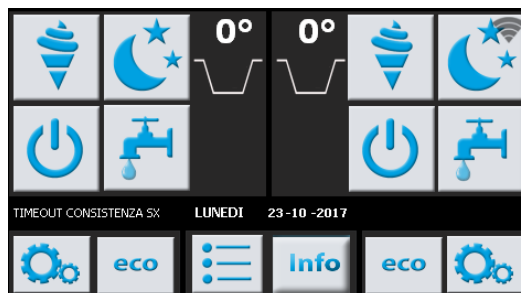 0° 0°
TIMEOUT CONSISTENZA SX LUNEDI 23-10-2017
eco Info eco